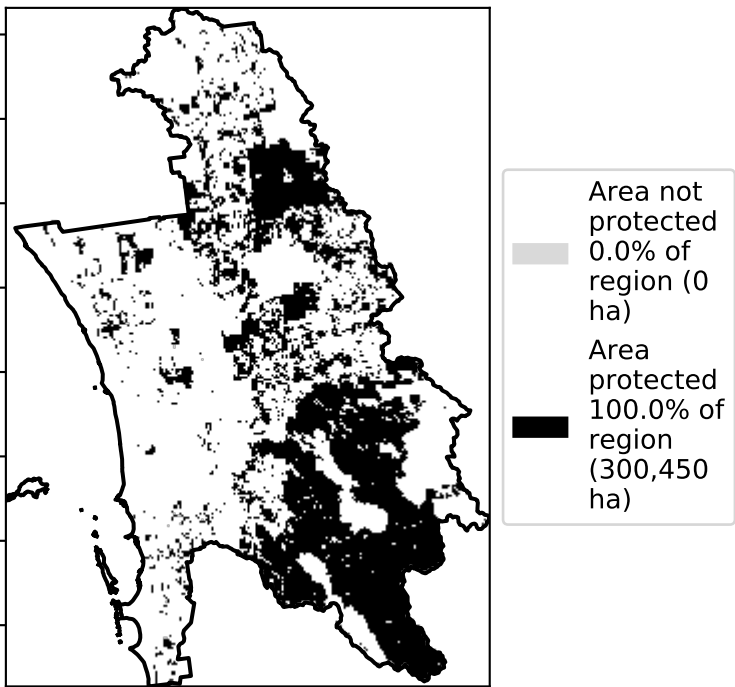 Area not
protected
0.0% of
region (0
ha)
Area
protected
100.0% of
region
(300,450
ha)